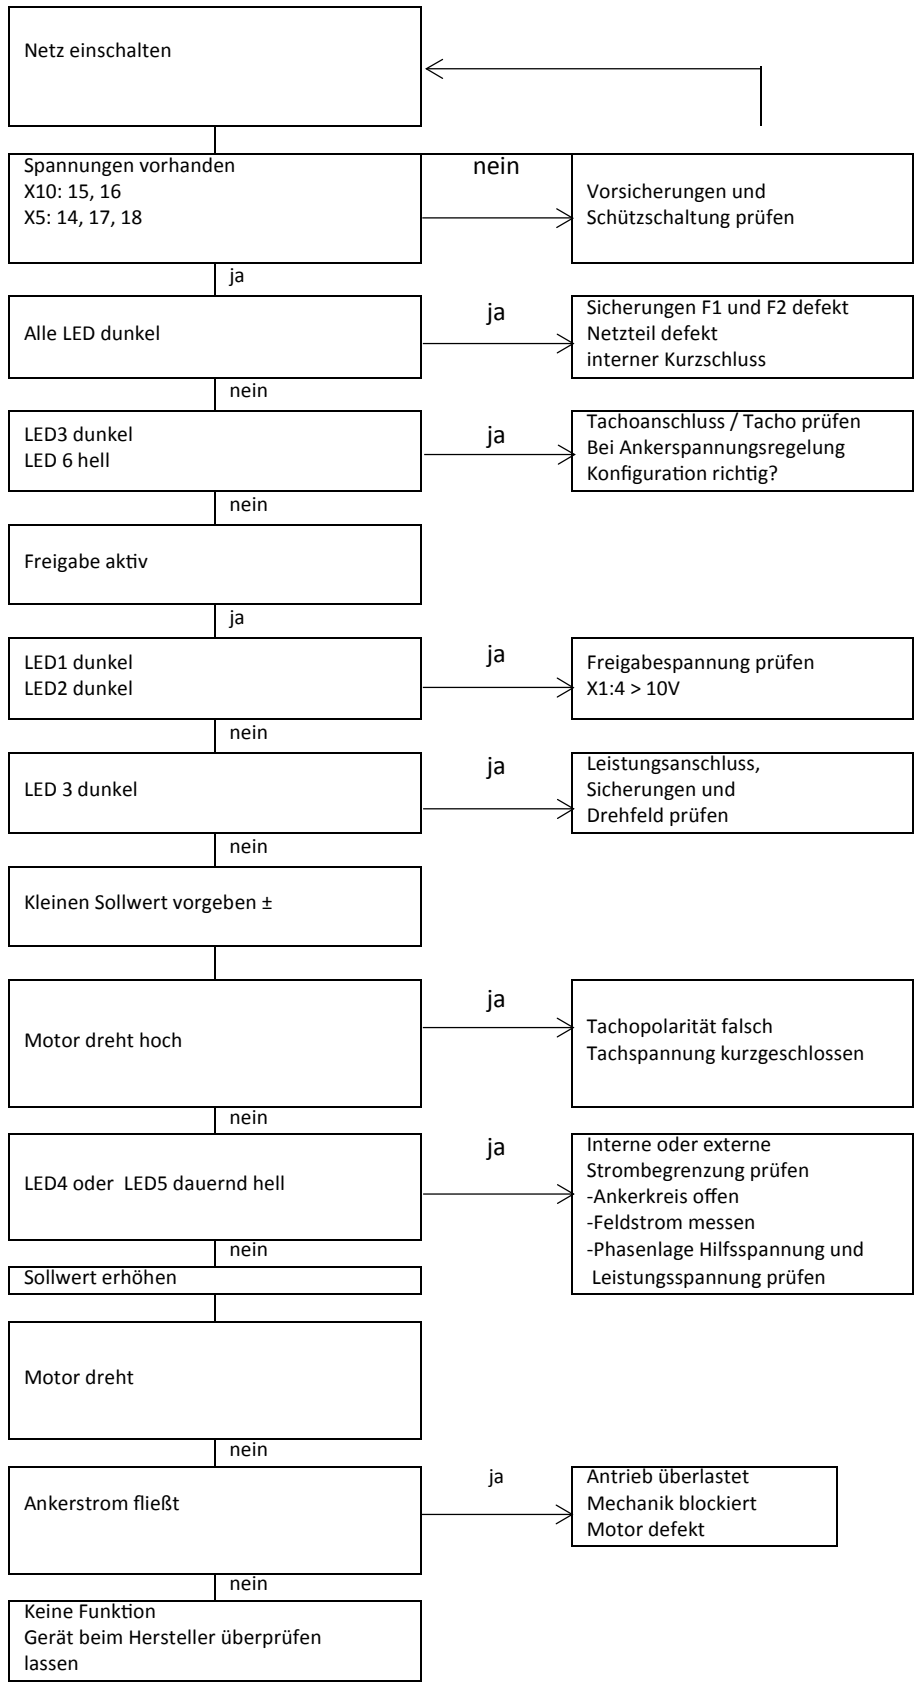 Netz einschalten
Spannungen vorhanden
X10: 15, 16
X5: 14, 17, 18
nein
Vorsicherungen und
Schützschaltung prüfen
ja
Alle LED dunkel
ja
Sicherungen F1 und F2 defekt
Netzteil defekt
interner Kurzschluss
nein
LED3 dunkel
LED 6 hell
ja
Tachoanschluss / Tacho prüfen
Bei Ankerspannungsregelung
Konfiguration richtig?
nein
Freigabe aktiv
ja
LED1 dunkel
LED2 dunkel
ja
Freigabespannung prüfen
X1:4 > 10V
nein
LED 3 dunkel
ja
Leistungsanschluss,
Sicherungen und
Drehfeld prüfen
nein
Kleinen Sollwert vorgeben ±
Motor dreht hoch
ja
Tachopolarität falsch
Tachspannung kurzgeschlossen
nein
LED4 oder LED5 dauernd hell
ja
Interne oder externe
Strombegrenzung prüfen
-Ankerkreis offen
-Feldstrom messen
-Phasenlage Hilfsspannung und
Leistungsspannung prüfen
nein
Sollwert erhöhen
Motor dreht
nein
Ankerstrom fließt
ja
Antrieb überlastet
Mechanik blockiert
Motor defekt
nein
Keine Funktion
Gerät beim Hersteller überprüfen
lassen